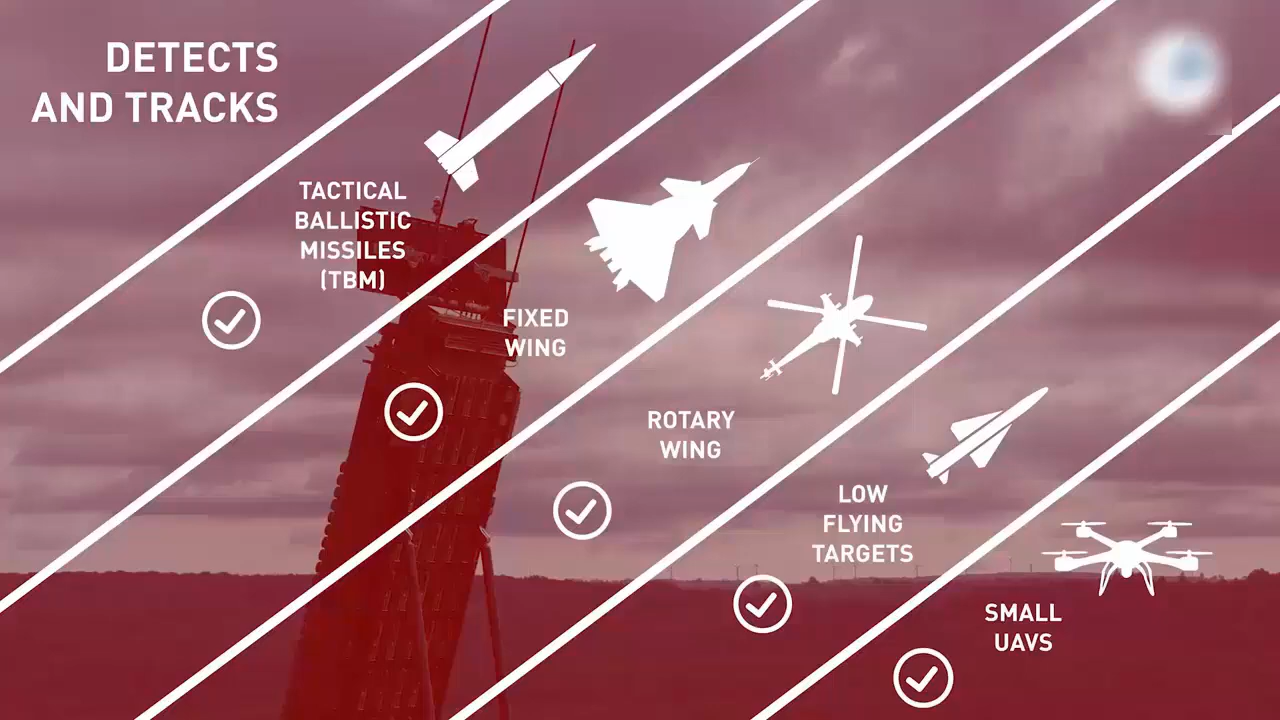 DETECTS
AND TRACKS
TACTICAL
BALLISTIC
MISSILES
(TBM)
FIXED
WING
ROTARY
WING
LOW
FLYING
TARGETS
SMALL
UAVS